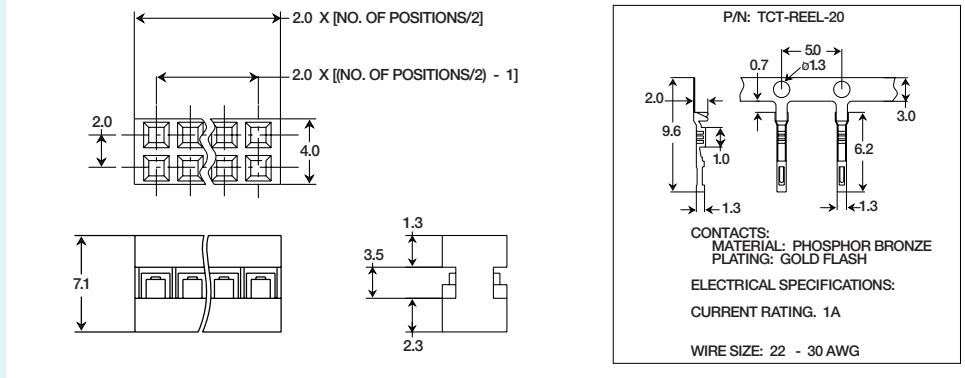 2.0 X [NO. OF POSITIONS/2]
2.0 X [(NO. OF POSITIONS/2) - 1]
2.0
4.0
7.1
1.3
3.5
2.3
P/N: TCT-REEL-20
5.0
0.7
ø1.3
2.0
3.0
9.6
1.0
6.2
1.3
1.3
CONTACTS:
MATERIAL: PHOSPHOR BRONZE
PLATING: GOLD FLASH
ELECTRICAL SPECIFICATIONS:
CURRENT RATING. 1A
WIRE SIZE: 22 - 30 AWG